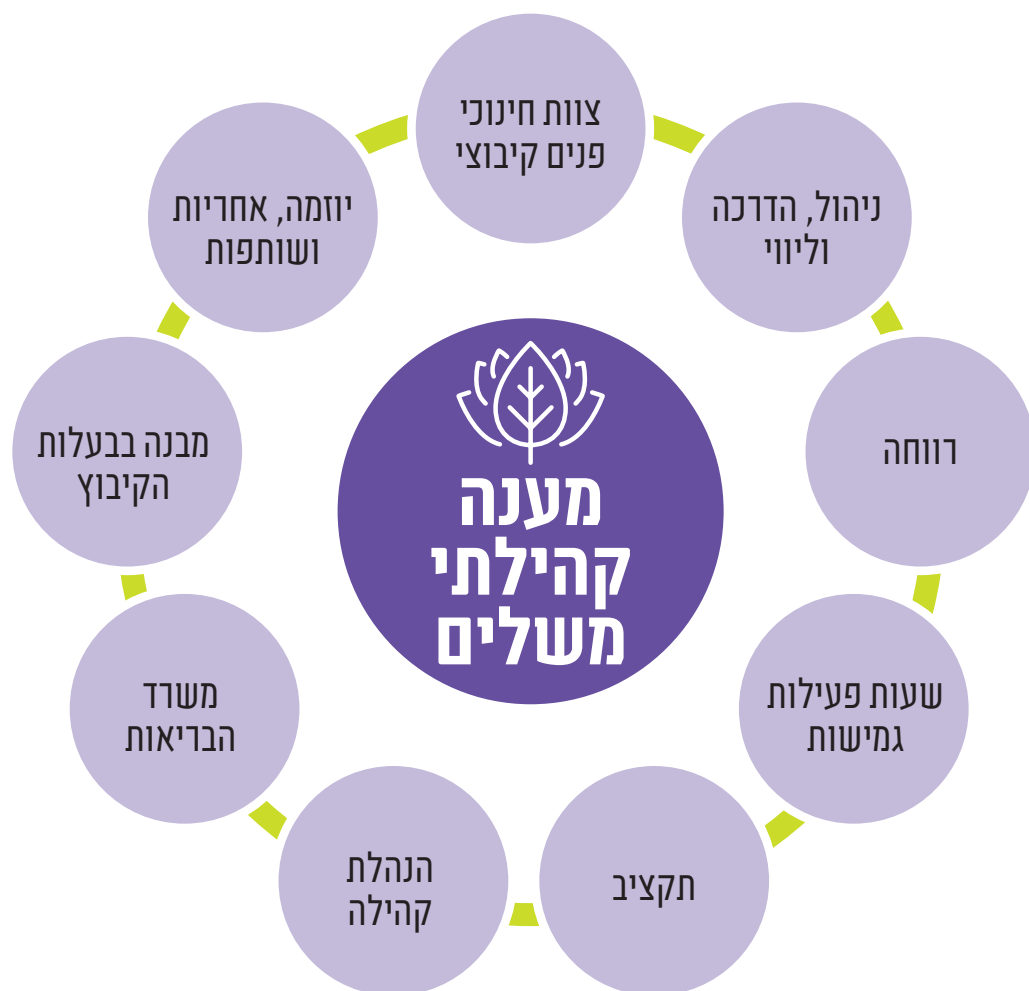 צוות חינוכי
פנים קיבוצי
ניהול, הדרכה
וליווי
רווחה
שעות פעילות
גמישות
תקציב
הנהלת
קהילה
משרד
הבריאות
מבנה בבעלות
הקיבוץ
יוזמה, אחריות
ושותפות
מענה
קהילתי
משלים